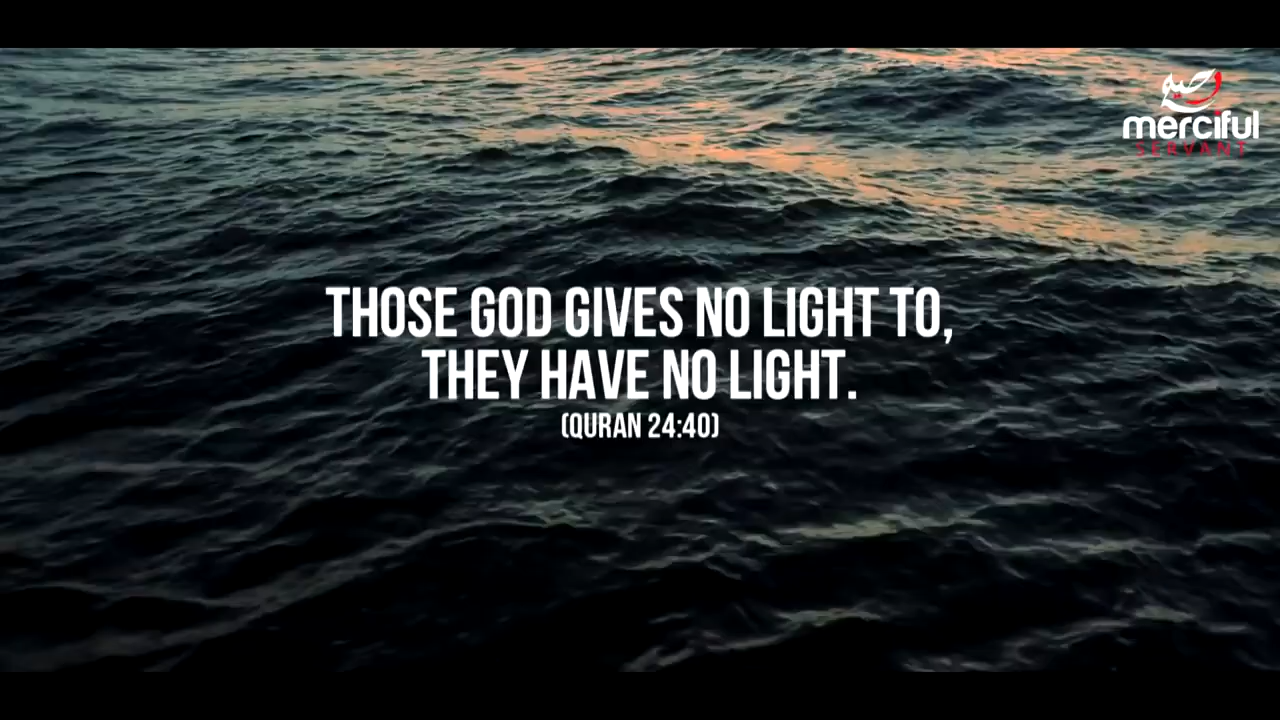 merciful
SERVANT
THOSE GOD GIVES NO LIGHT TO,
THEY HAVE NO LIGHT.
(QURAN 24:40)